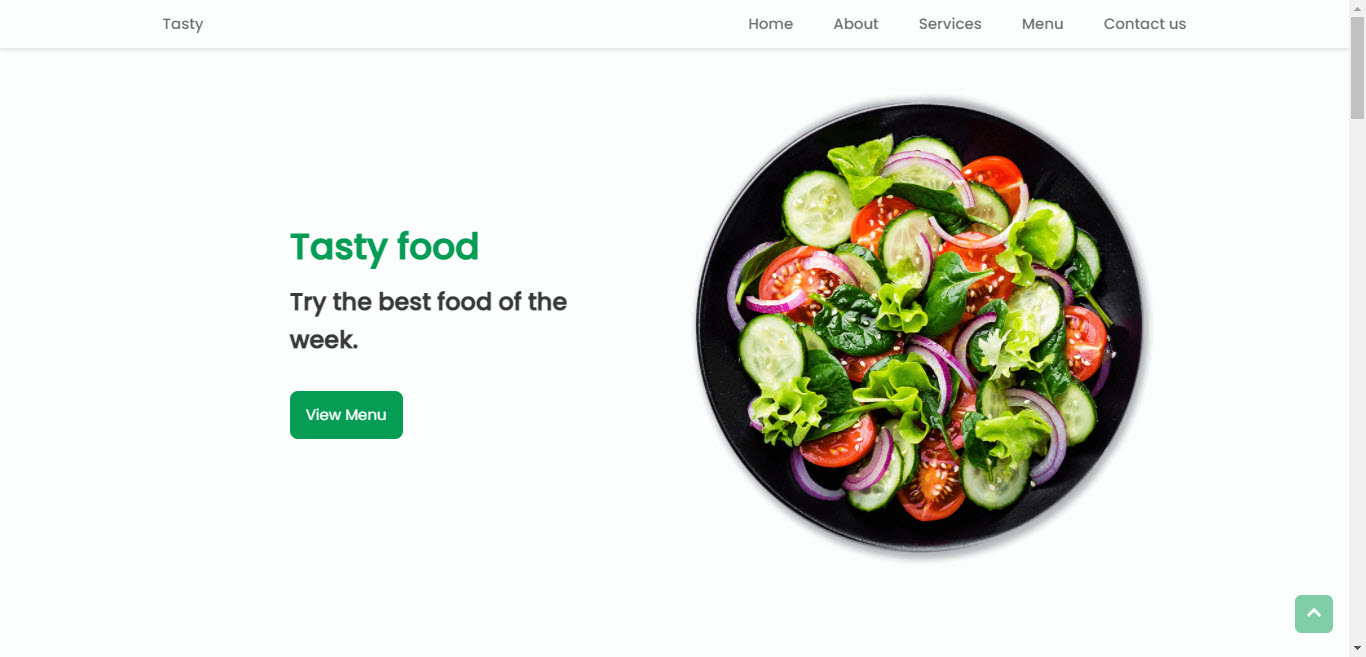 Tasty
Home
About
Services
Menu
Contact us
Tasty food
Try the best food of the
week.
View Menu